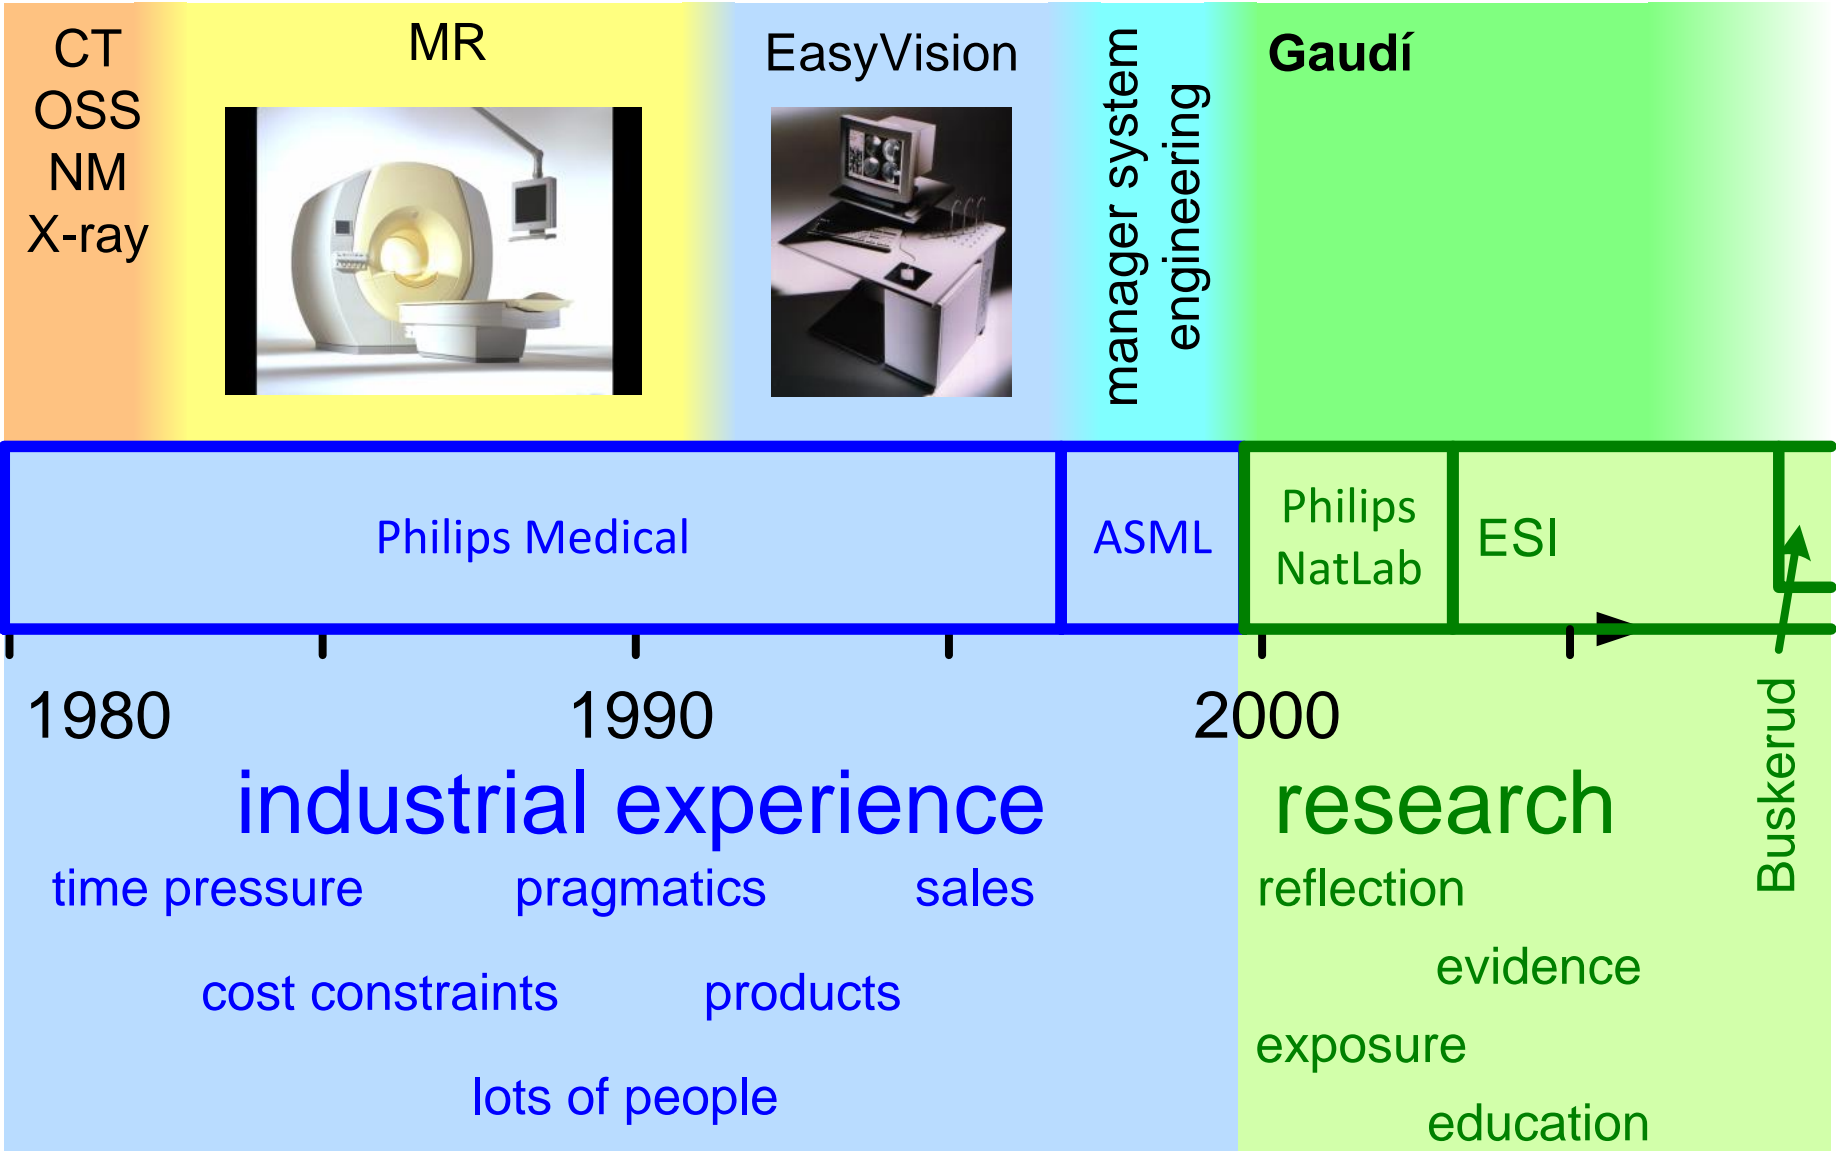 CT
OSS
NM
X-ray
MR
EasyVision
manager system
engineering
Gaudí
Philips Medical
ASML
Philips
NatLab
ESI
1980
1990
2000
industrial experience
research
Buskerud
time pressure
pragmatics
sales
reflection
evidence
cost constraints
products
exposure
lots of people
education